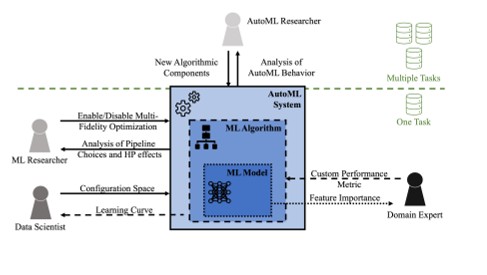 AutoML Researcher
New Algorithmic
Components
Analysis of
AutoML Behavior
Multiple Tasks
AutoML
System
One Task
Enable/Disable Multi-
Fidelity Optimization
ML Algorithm
ML Researcher
Analysis of Pipeline
Choices and HP effects
ML Model
Custom Performance
Metric
Configuration Space
Feature Importance
Learning Curve
Data Scientist
Domain Expert